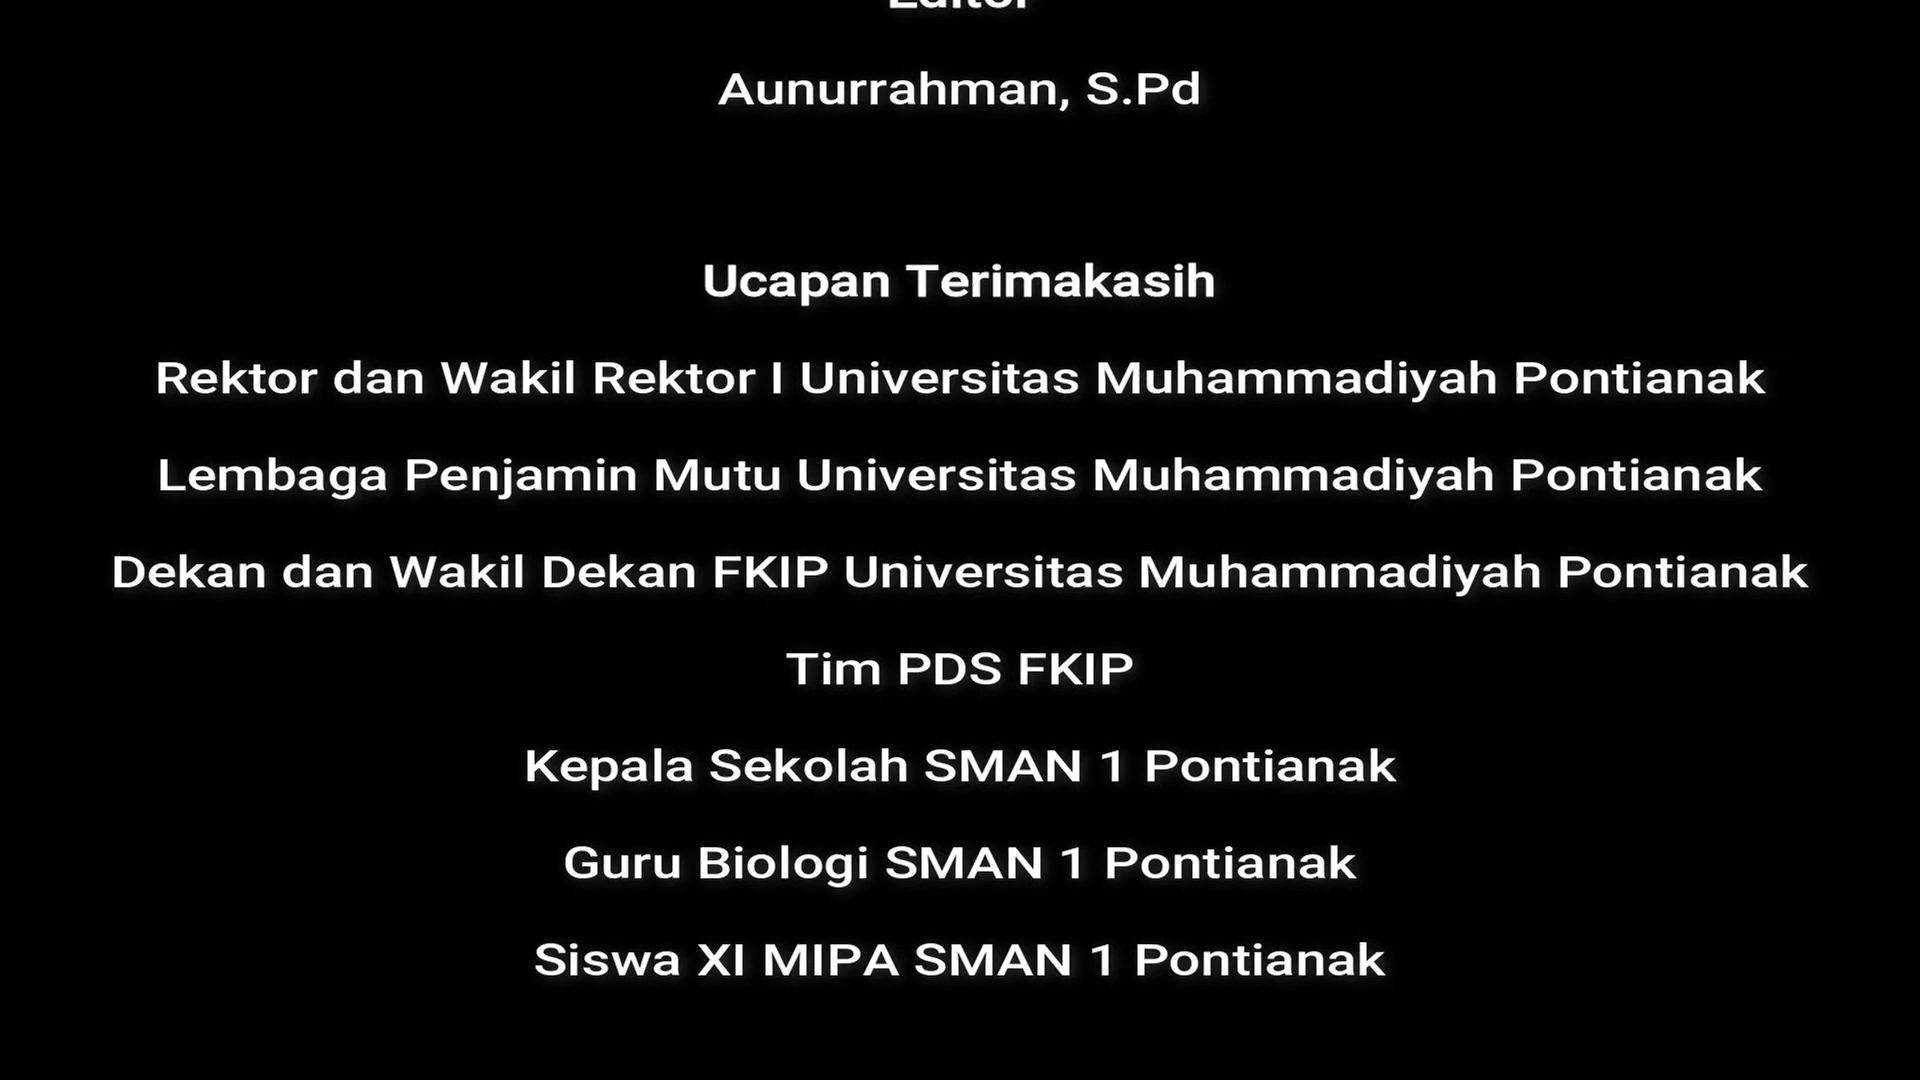 Editor
Aunurrahman, S.Pd
Ucapan Terimakasih
Rektor dan Wakil Rektor I Universitas Muhammadiyah Pontianak
Lembaga Penjamin Mutu Universitas Muhammadiyah Pontianak
Dekan dan Wakil Dekan FKIP Universitas Muhammadiyah Pontianak
Tim PDS FKIP
Kepala Sekolah SMAN 1 Pontianak
Guru Biologi SMAN 1 Pontianak
Siswa XI MIPA SMAN 1 Pontianak